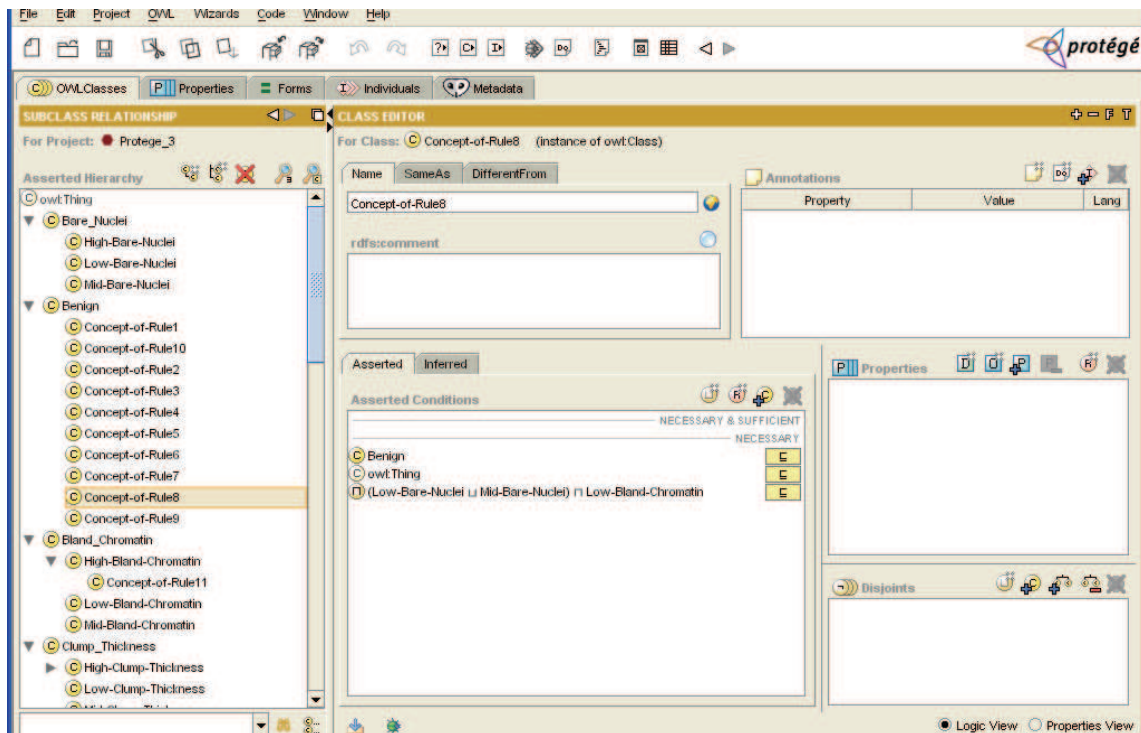 File Edit Project OWL Wizards Code Window Help
protégé
OWLClasses Properties Forms Individuals Metadata
SUBCLASS RELATIONSHIP
For Project: Protege_3
Asserted Hierarchy
owl:Thing
Bare_Nuclei
High-Bare-Nuclei
Low-Bare-Nuclei
Mid-Bare-Nuclei
Benign
Concept-of-Rule1
Concept-of-Rule10
Concept-of-Rule2
Concept-of-Rule3
Concept-of-Rule4
Concept-of-Rule5
Concept-of-Rule6
Concept-of-Rule7
Concept-of-Rule8
Concept-of-Rule9
Bland_Chromatin
High-Bland-Chromatin
Concept-of-Rule11
Low-Bland-Chromatin
Mid-Bland-Chromatin
Clump_Thickness
High-Clump-Thickness
Low-Clump-Thickness
CLASS EDITOR
For Class: Concept-of-Rule8 (instance of owl:Class)
Name SameAs DifferentFrom
Concept-of-Rule8
rdfs:comment
Annotations
Property Value Lang
Asserted Inferred
Asserted Conditions
NECESSARY & SUFFICIENT
NECESSARY
Benign ⊑
owl:Thing ⊑
(Low-Bare-Nuclei ⊔ Mid-Bare-Nuclei) ⊓ Low-Bland-Chromatin ⊑
Properties
Disjoints
Logic View Properties View